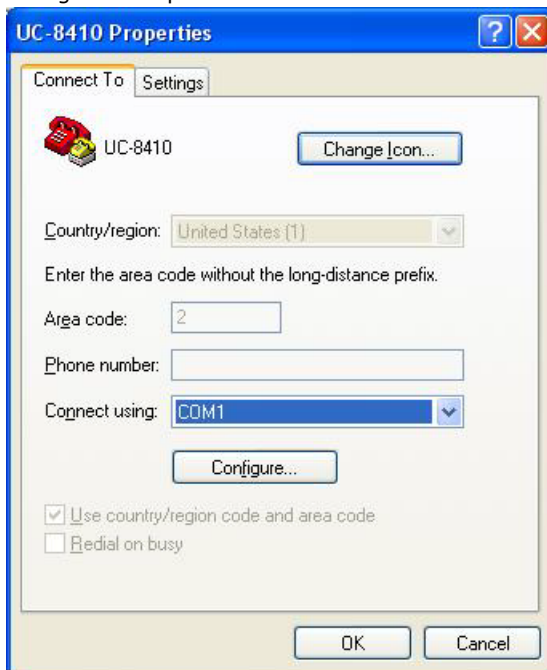 UC-8410 Properties
Connect To Settings
UC-8410 Change Icon...
Country/region: United States (1)
Enter the area code without the long-distance prefix.
Area code: 2
Phone number:
Connect using: COM1
Configure...
Use country/region code and area code
Redial on busy
OK Cancel